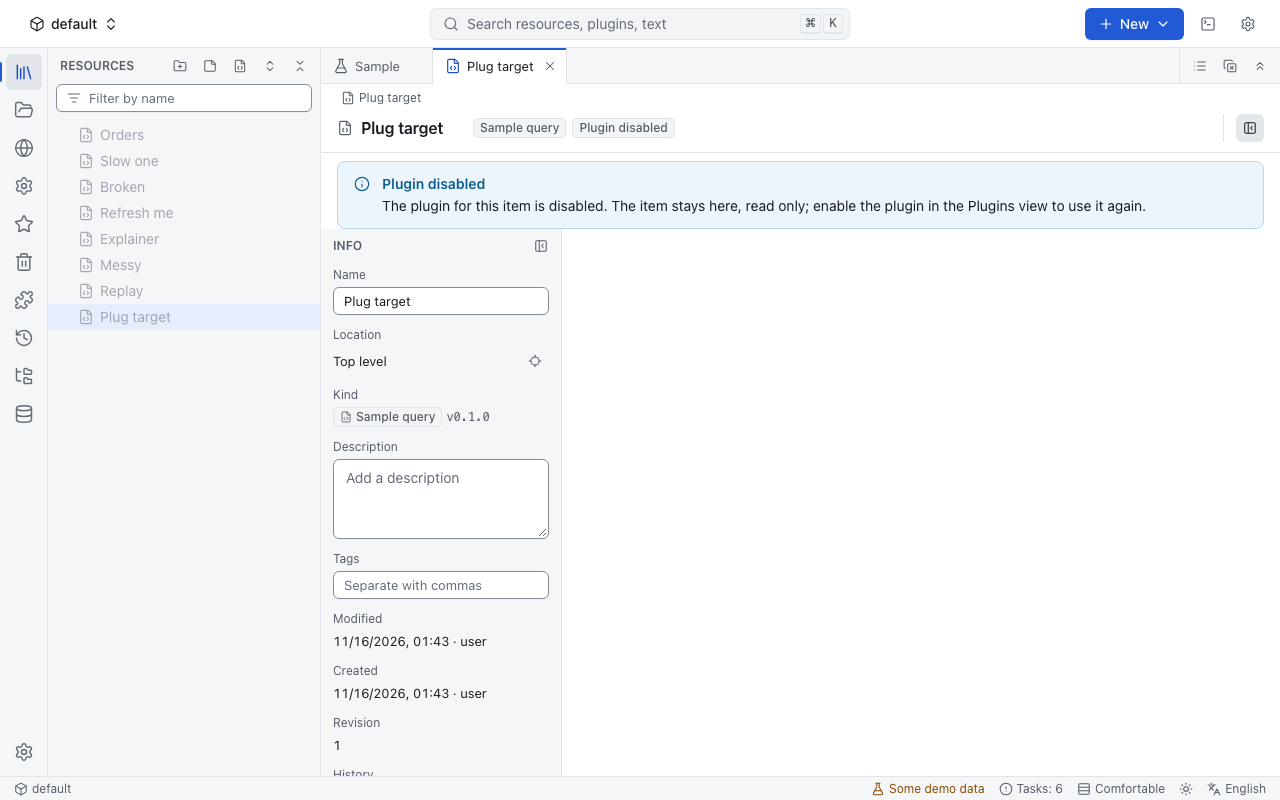 default
Search resources, plugins, text
⌘ K
New
RESOURCES
Filter by name
Orders
Slow one
Broken
Refresh me
Explainer
Messy
Replay
Plug target
Sample
Plug target
Plug target
Plug target
Sample query
Plugin disabled
Plugin disabled
The plugin for this item is disabled. The item stays here, read only; enable the plugin in the Plugins view to use it again.
INFO
Name
Plug target
Location
Top level
Kind
Sample query v0.1.0
Description
Add a description
Tags
Separate with commas
Modified
11/16/2026, 01:43 · user
Created
11/16/2026, 01:43 · user
Revision
1
History
default
Some demo data
Tasks: 6
Comfortable
English